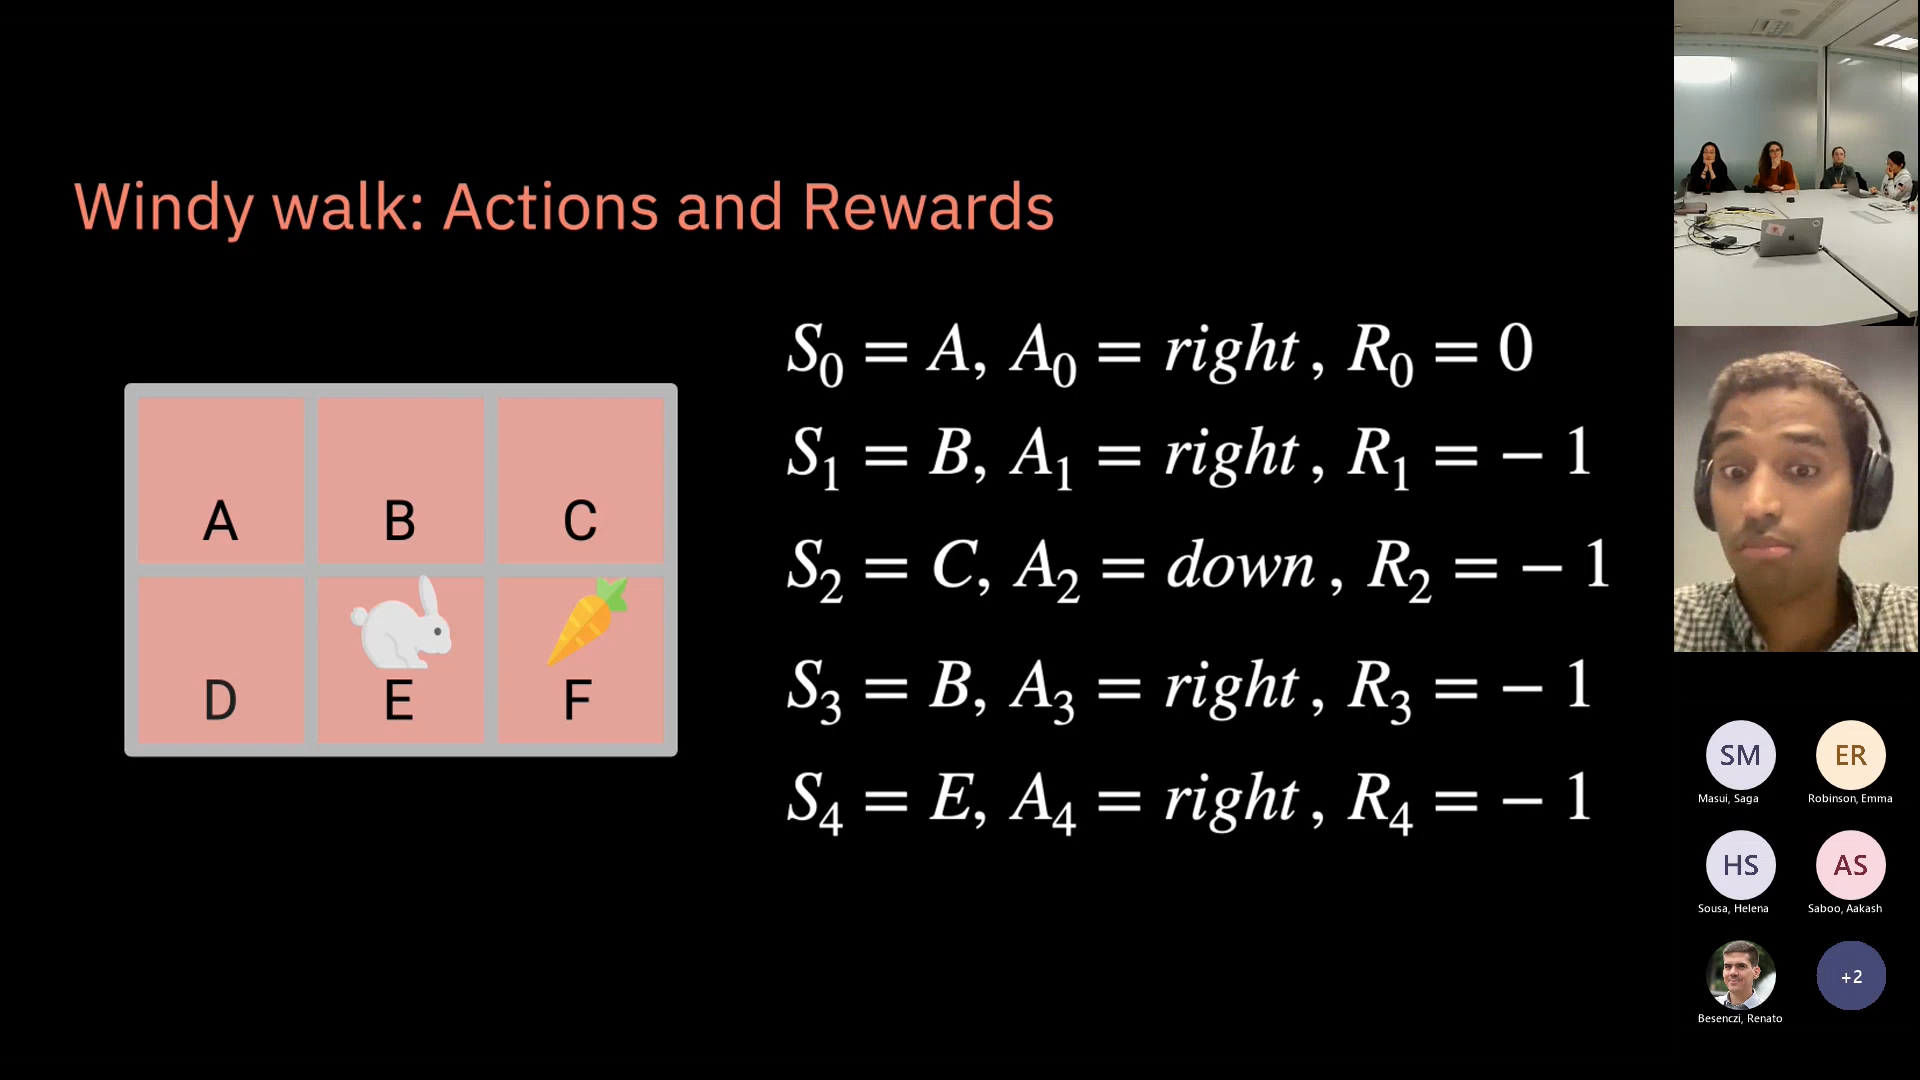 Windy walk: Actions and Rewards
A B C
D E F
S₀ = A, A₀ = right , R₀ = 0
S₁ = B, A₁ = right , R₁ = − 1
S₂ = C, A₂ = down , R₂ = − 1
S₃ = B, A₃ = right , R₃ = − 1
S₄ = E, A₄ = right , R₄ = − 1
SM ER
Masui, Saga Robinson, Emma
HS AS
Sousa, Helena Saboo, Aakash
+2
Besenczi, Renato